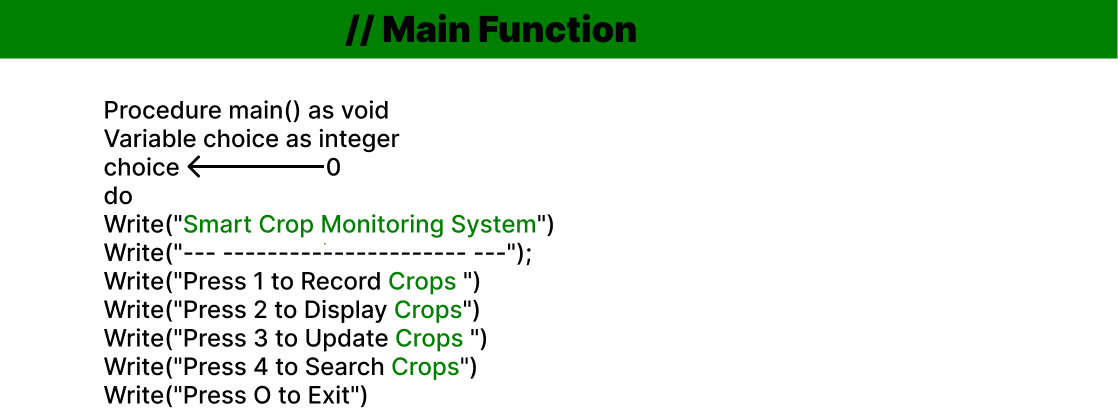 // Main Function
Procedure main() as void
Variable choice as integer
choice ← 0
do
Write("Smart Crop Monitoring System")
Write("--- ---------------------- ---");
Write("Press 1 to Record Crops ")
Write("Press 2 to Display Crops")
Write("Press 3 to Update Crops ")
Write("Press 4 to Search Crops")
Write("Press O to Exit")